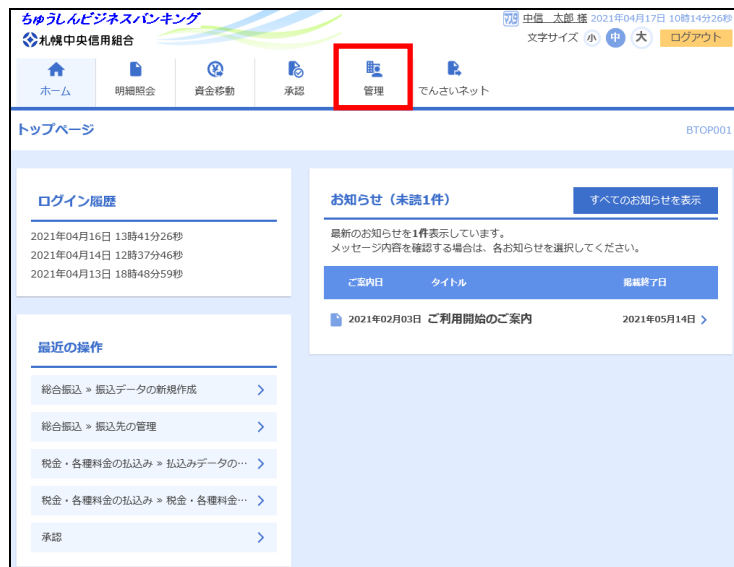 ちゅうしんビジネスバンキング
札幌中央信用組合
ﾏｽﾀ 中信 太郎 様 2021年04月17日 10時14分26秒
文字サイズ 小 中 大 ログアウト
ホーム 明細照会 資金移動 承認 管理 でんさいネット
トップページ BTOP001
ログイン履歴
2021年04月16日 13時41分26秒
2021年04月14日 12時37分46秒
2021年04月13日 18時48分59秒
最近の操作
総合振込 » 振込データの新規作成
総合振込 » 振込先の管理
税金・各種料金の払込み » 払込みデータの…
税金・各種料金の払込み » 税金・各種料金…
承認
お知らせ（未読1件） すべてのお知らせを表示
最新のお知らせを1件表示しています。
メッセージ内容を確認する場合は、各お知らせを選択してください。
ご案内日 タイトル 掲載終了日
2021年02月03日 ご利用開始のご案内 2021年05月14日